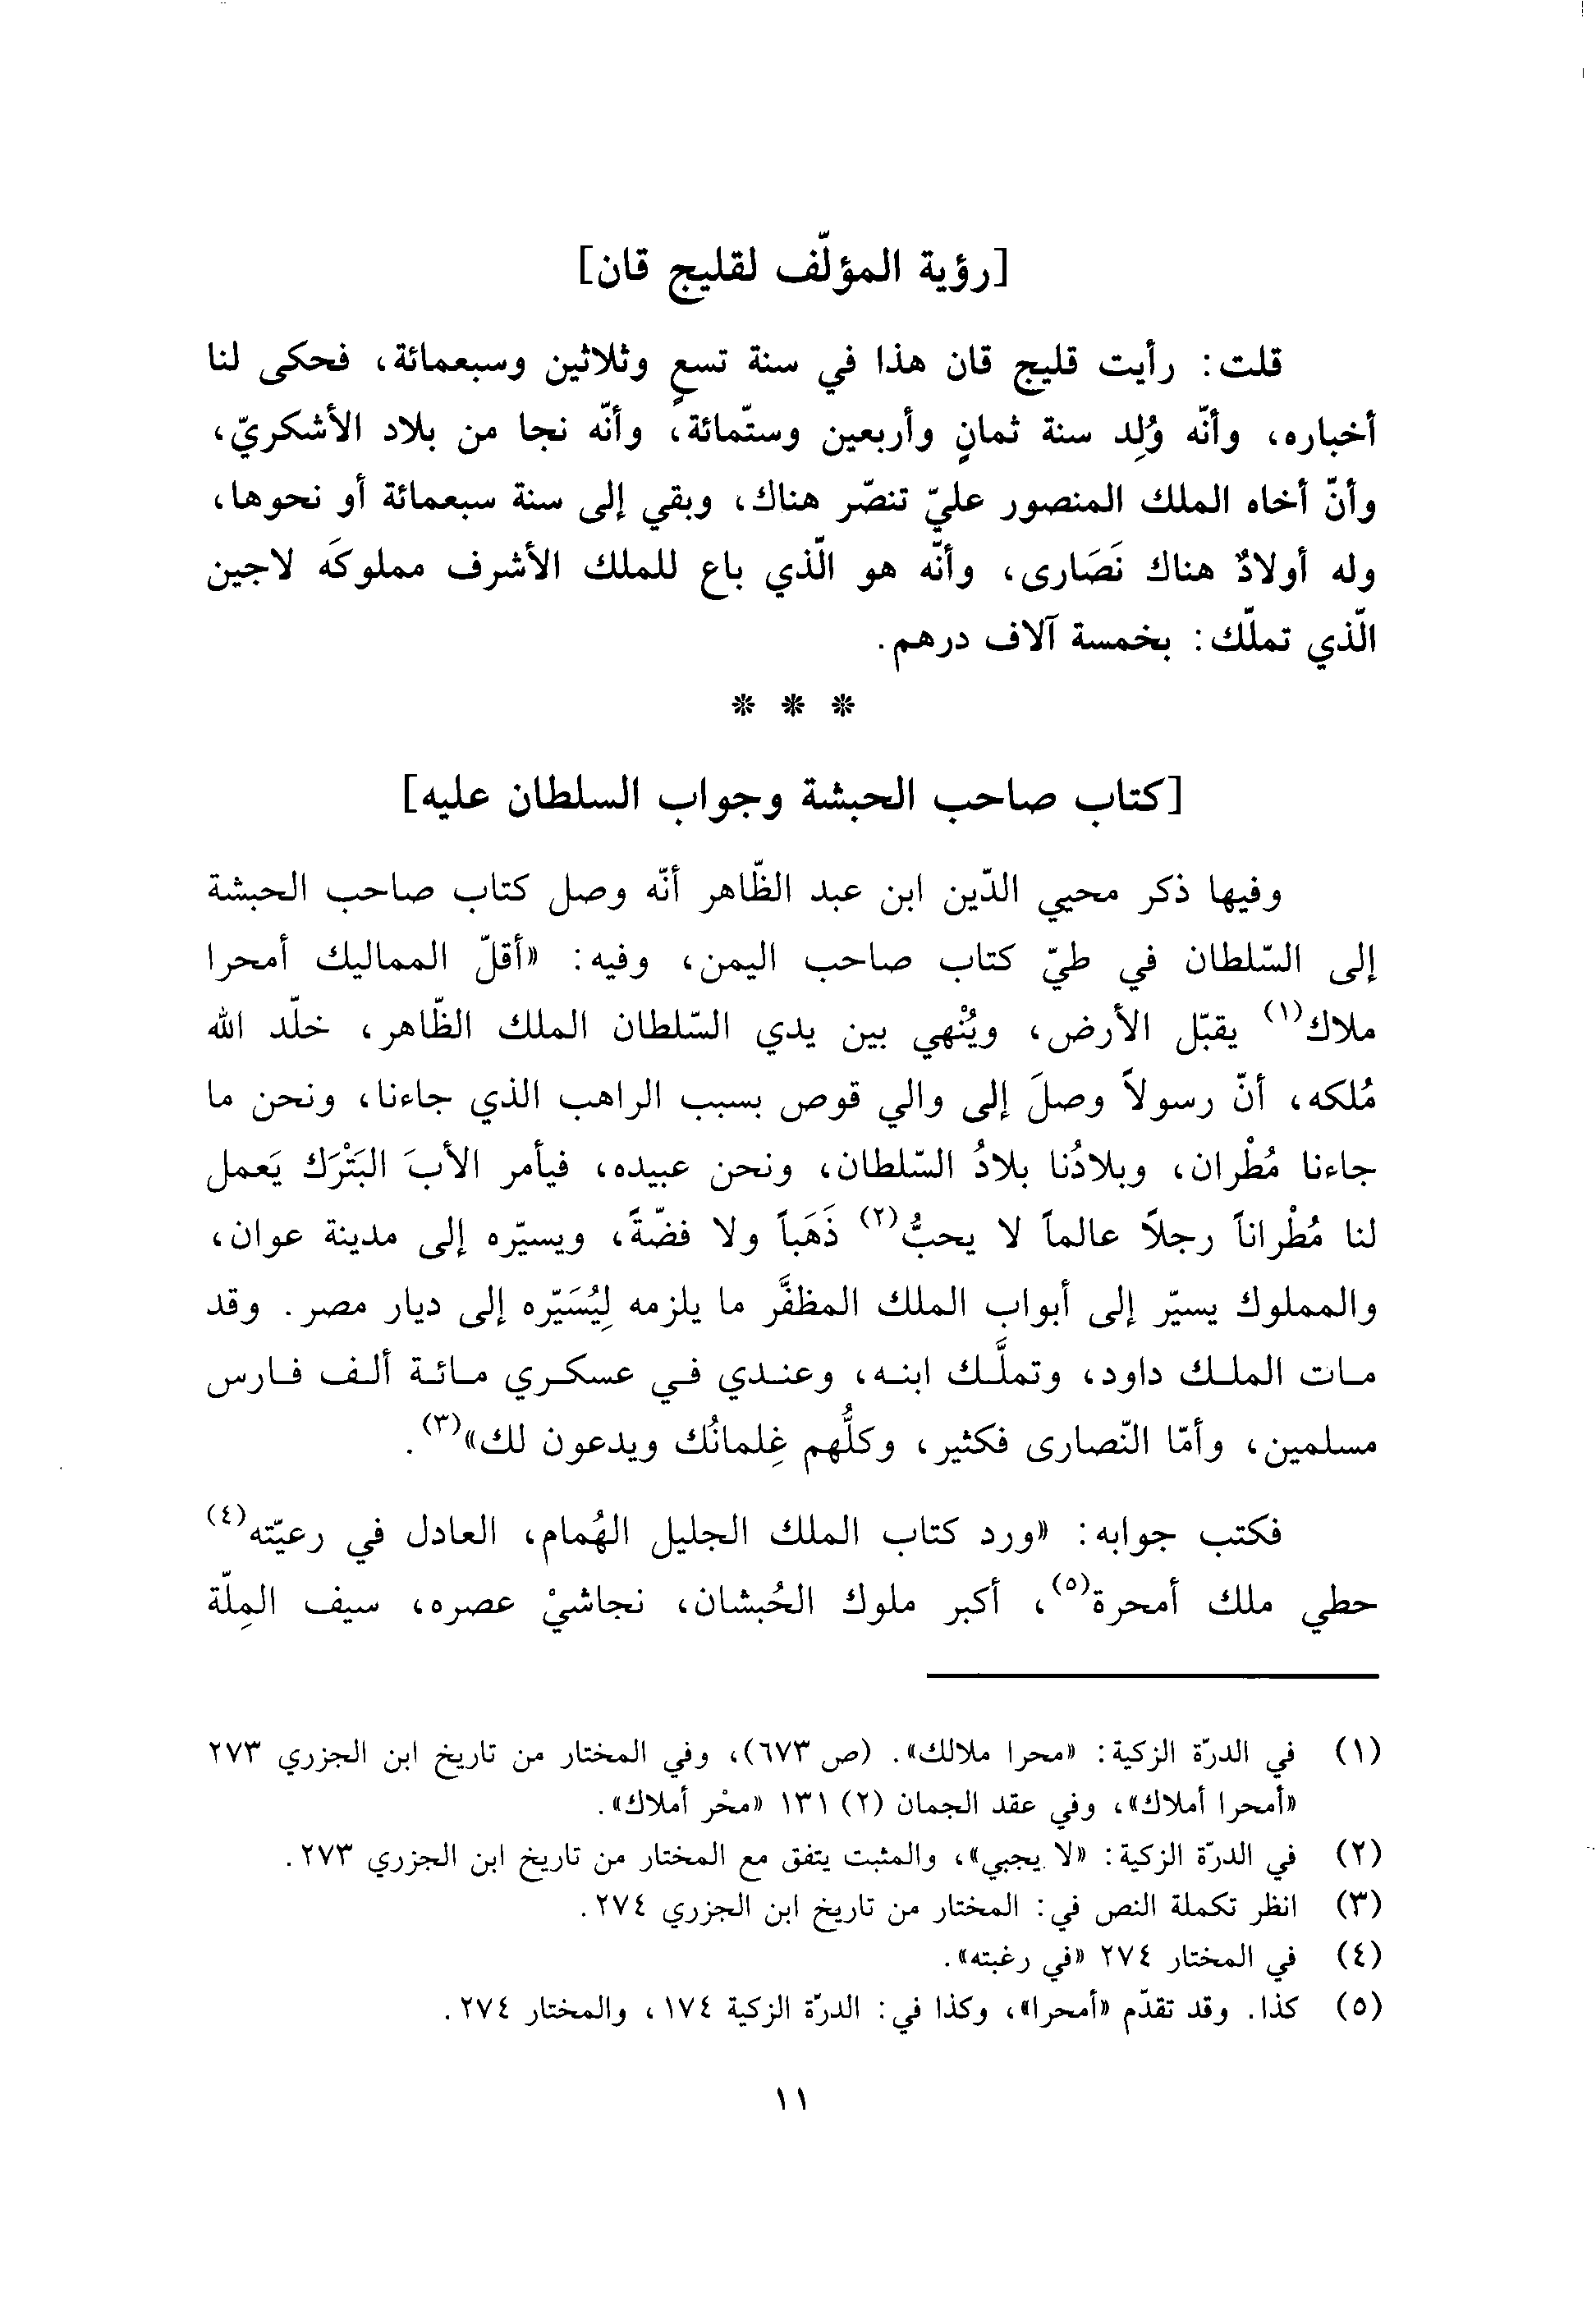 [رؤية المؤلّف لقليج قان]
قلت: رأيت قليج قان هذا في سنة تسعٍ وثلاثين وسبعمائة، فحكى لنا
أخباره، وأنّه وُلِد سنة ثمانٍ وأربعين وستّمائة، وأنّه نجا من بلاد الأشكريّ،
وأنّ أخاه الملك المنصور عليّ تنصّر هناك، وبقي إلى سنة سبعمائة أو نحوها،
وله أولادٌ هناك نَصَارى، وأنّه هو الّذي باع للملك الأشرف مملوكَه لاجين
الّذي تملّك: بخمسة آلاف درهم.
* * *
[كتاب صاحب الحبشة وجواب السلطان عليه]
وفيها ذكر محيي الدّين ابن عبد الظّاهر أنّه وصل كتاب صاحب الحبشة
إلى السّلطان في طيّ كتاب صاحب اليمن، وفيه: «أقلّ المماليك أمحرا
ملاك(١) يقبّل الأرض، ويُنْهي بين يدي السّلطان الملك الظّاهر، خلّد الله
مُلكه، أنّ رسولاً وصلَ إلى والي قوص بسبب الراهب الذي جاءنا، ونحن ما
جاءنا مُطْران، وبلادُنا بلادُ السّلطان، ونحن عبيده، فيأمر الأبَ البَتْرَك يَعمل
لنا مُطْراناً رجلاً عالماً لا يحبُّ(٢) ذَهَباً ولا فضّةً، ويسيّره إلى مدينة عوان،
والمملوك يسيّر إلى أبواب الملك المظفَّر ما يلزمه لِيُسَيّره إلى ديار مصر. وقد
مات الملك داود، وتملَّك ابنه، وعندي في عسكري مائة ألف فارس
مسلمين، وأمّا النّصارى فكثير، وكلُّهم غِلمانُك ويدعون لك»(٣).
فكتب جوابه: «ورد كتاب الملك الجليل الهُمام، العادل في رعيّته(٤)
حطي ملك أمحرة(٥)، أكبر ملوك الحُبشان، نجاشيْ عصره، سيف المِلّة
(١) في الدرّة الزكية: «محرا ملالك». (ص ٦٧٣)، وفي المختار من تاريخ ابن الجزري ٢٧٣
«أمحرا أملاك»، وفي عقد الجمان (٢) ١٣١ «مخْر أملاك».
(٢) في الدرّة الزكية: «لا يجبي»، والمثبت يتفق مع المختار من تاريخ ابن الجزري ٢٧٣.
(٣) انظر تكملة النص في: المختار من تاريخ ابن الجزري ٢٧٤.
(٤) في المختار ٢٧٤ «في رغبته».
(٥) كذا. وقد تقدّم «أمحرا»، وكذا في: الدرّة الزكية ١٧٤، والمختار ٢٧٤.
١١